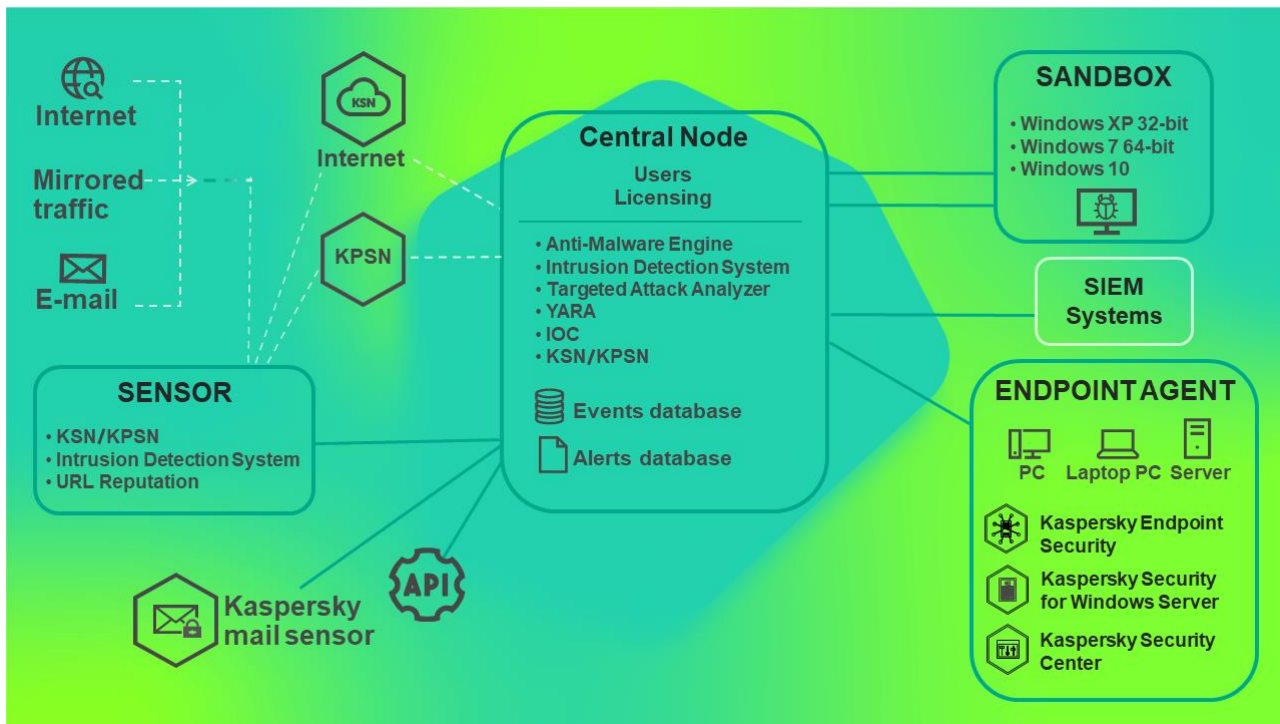 Internet
Mirrored
traffic
E-mail
KSN
Internet
KPSN
SENSOR
• KSN/KPSN
• Intrusion Detection System
• URL Reputation
Kaspersky
mail sensor
API
Central Node
Users
Licensing
• Anti-Malware Engine
• Intrusion Detection System
• Targeted Attack Analyzer
• YARA
• IOC
• KSN/KPSN
Events database
Alerts database
SANDBOX
• Windows XP 32-bit
• Windows 7 64-bit
• Windows 10
SIEM
Systems
ENDPOINT AGENT
PC Laptop PC Server
Kaspersky Endpoint
Security
Kaspersky Security
for Windows Server
Kaspersky Security
Center